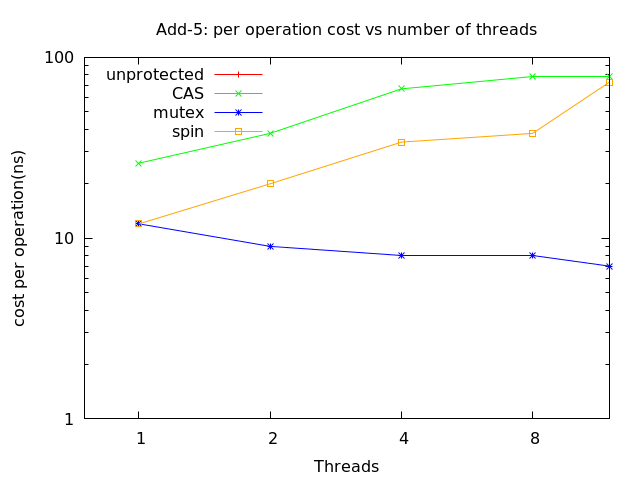 Add-5: per operation cost vs number of threads
100
unprotected
CAS
mutex
spin
10
cost per operation(ns)
1
1 2 4 8
Threads